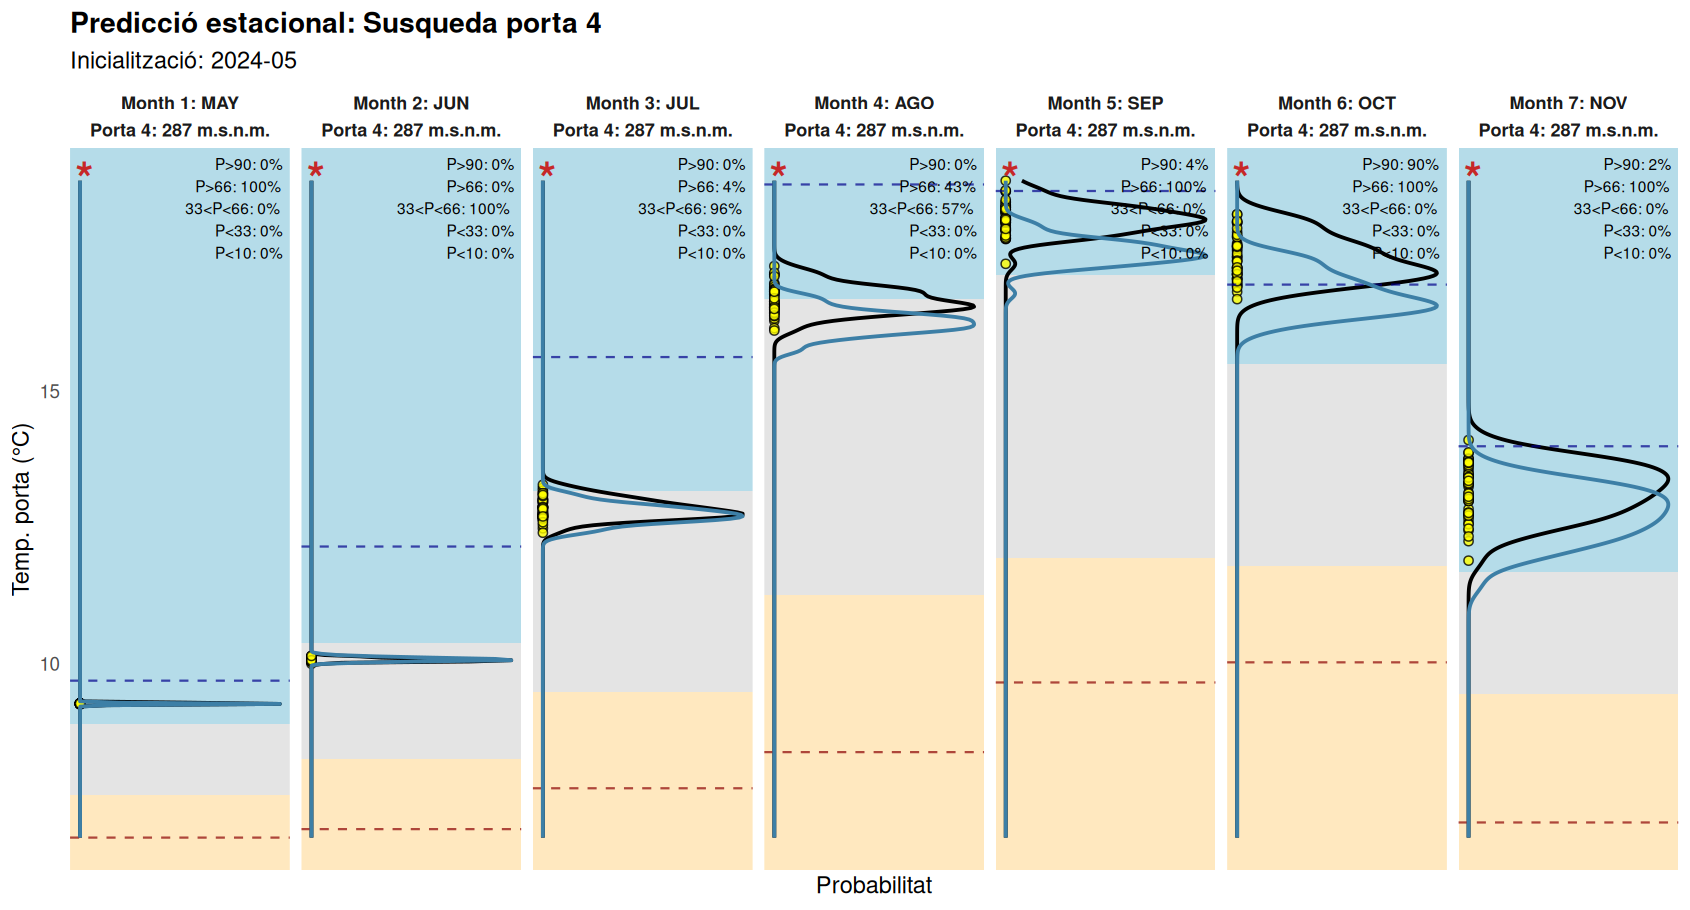 Predicció estacional: Susqueda porta 4
Inicialització: 2024-05
Month 1: MAY
Porta 4: 287 m.s.n.m.
Month 2: JUN
Porta 4: 287 m.s.n.m.
Month 3: JUL
Porta 4: 287 m.s.n.m.
Month 4: AGO
Porta 4: 287 m.s.n.m.
Month 5: SEP
Porta 4: 287 m.s.n.m.
Month 6: OCT
Porta 4: 287 m.s.n.m.
Month 7: NOV
Porta 4: 287 m.s.n.m.
*
P>90: 0%
P>66: 100%
33<P<66: 0%
P<33: 0%
P<10: 0%
*
P>90: 0%
P>66: 0%
33<P<66: 100%
P<33: 0%
P<10: 0%
*
P>90: 0%
P>66: 4%
33<P<66: 96%
P<33: 0%
P<10: 0%
*
P>90: 0%
P>66: 43%
33<P<66: 57%
P<33: 0%
P<10: 0%
*
P>90: 4%
P>66: 100%
33<P<66: 0%
P<33: 0%
P<10: 0%
*
P>90: 90%
P>66: 100%
33<P<66: 0%
P<33: 0%
P<10: 0%
*
P>90: 2%
P>66: 100%
33<P<66: 0%
P<33: 0%
P<10: 0%
15
10
Temp. porta (°C)
Probabilitat